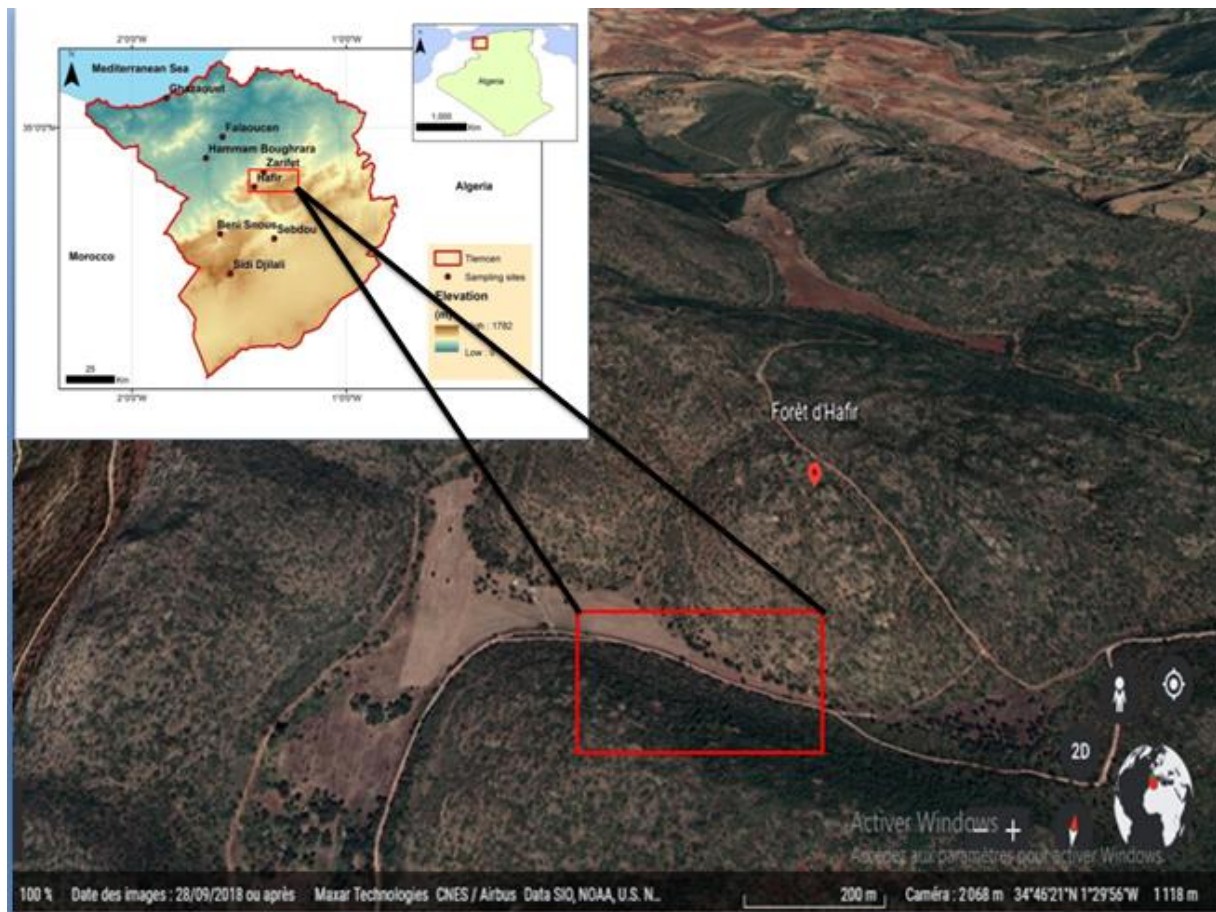 2°0'0"W
1°0'0"W
N
Mediterranean Sea
Ghazaouet
35°0'0"N
Falaoucen
Hammam Boughrara
Zarifet
Hafir
Algeria
Beni Snous
Sebdou
Morocco
Sidi Djilali
Tlemcen
Sampling sites
Elevation
(m)
High : 1782
Low :
25
Km
2°0'0"W
1°0'0"W
Algeria
1,000
Km
Forêt d'Hafir
2D
Activer Windows
Accédez aux paramètres pour activer Windows.
100 % Date des images : 28/09/2018 ou après Maxar Technologies CNES / Airbus Data SIO, NOAA, U.S. N... 200 m Caméra : 2 068 m 34°46'21"N 1°29'56"W 1 118 m